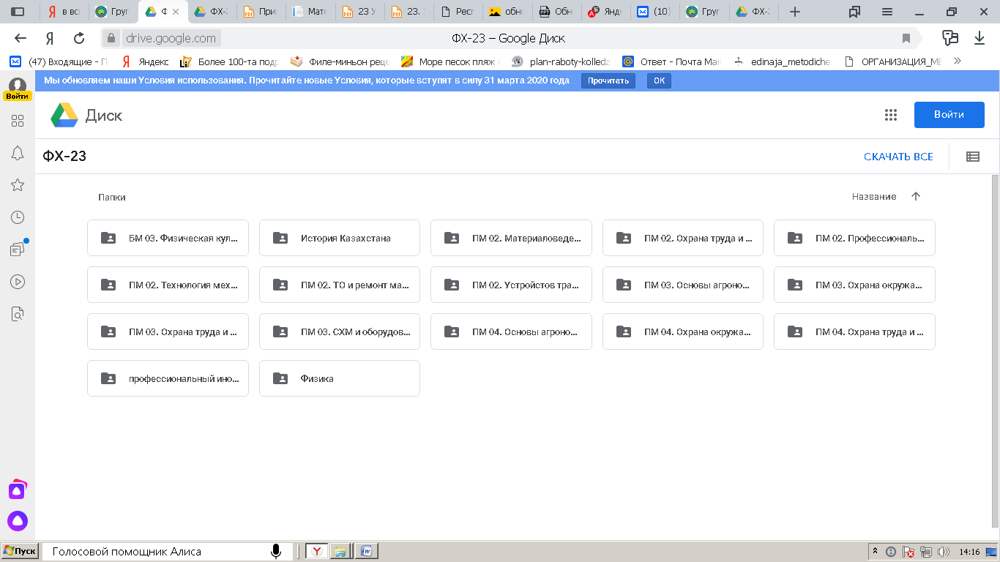 в вс
Груп
Ф
ФХ-2
При
Мате
23
23.
Респ
обно
Обн
Янде
(10)
Груп
ФХ-2
drive.google.com
ФХ-23 – Google Диск
(47) Входящие - П
Яндекс
Более 100-та подр
Филе-миньон реце
Море песок пляж
plan-raboty-kolledz
Ответ - Почта Mail
edinaja_metodiche
ОРГАНИЗАЦИЯ_МЕ
Войти
Мы обновляем наши Условия использования. Прочитайте новые Условия, которые вступят в силу 31 марта 2020 года
Прочитать
ОК
Диск
Войти
ФХ-23
СКАЧАТЬ ВСЕ
Папки
Название
БМ 03. Физическая кул...
История Казахстана
ПМ 02. Материаловеде...
ПМ 02. Охрана труда и ...
ПМ 02. Профессиональ...
ПМ 02. Технология мех...
ПМ 02. ТО и ремонт ма...
ПМ 02. Устройстов тра...
ПМ 03. Основы агроно...
ПМ 03. Охрана окружа...
ПМ 03. Охрана труда и ...
ПМ 03. СХМ и оборудов...
ПМ 04. Основы агроно...
ПМ 04. Охрана окружа...
ПМ 04. Охрана труда и ...
профессиональный ино...
Физика
Пуск
Голосовой помощник Алиса
14:16